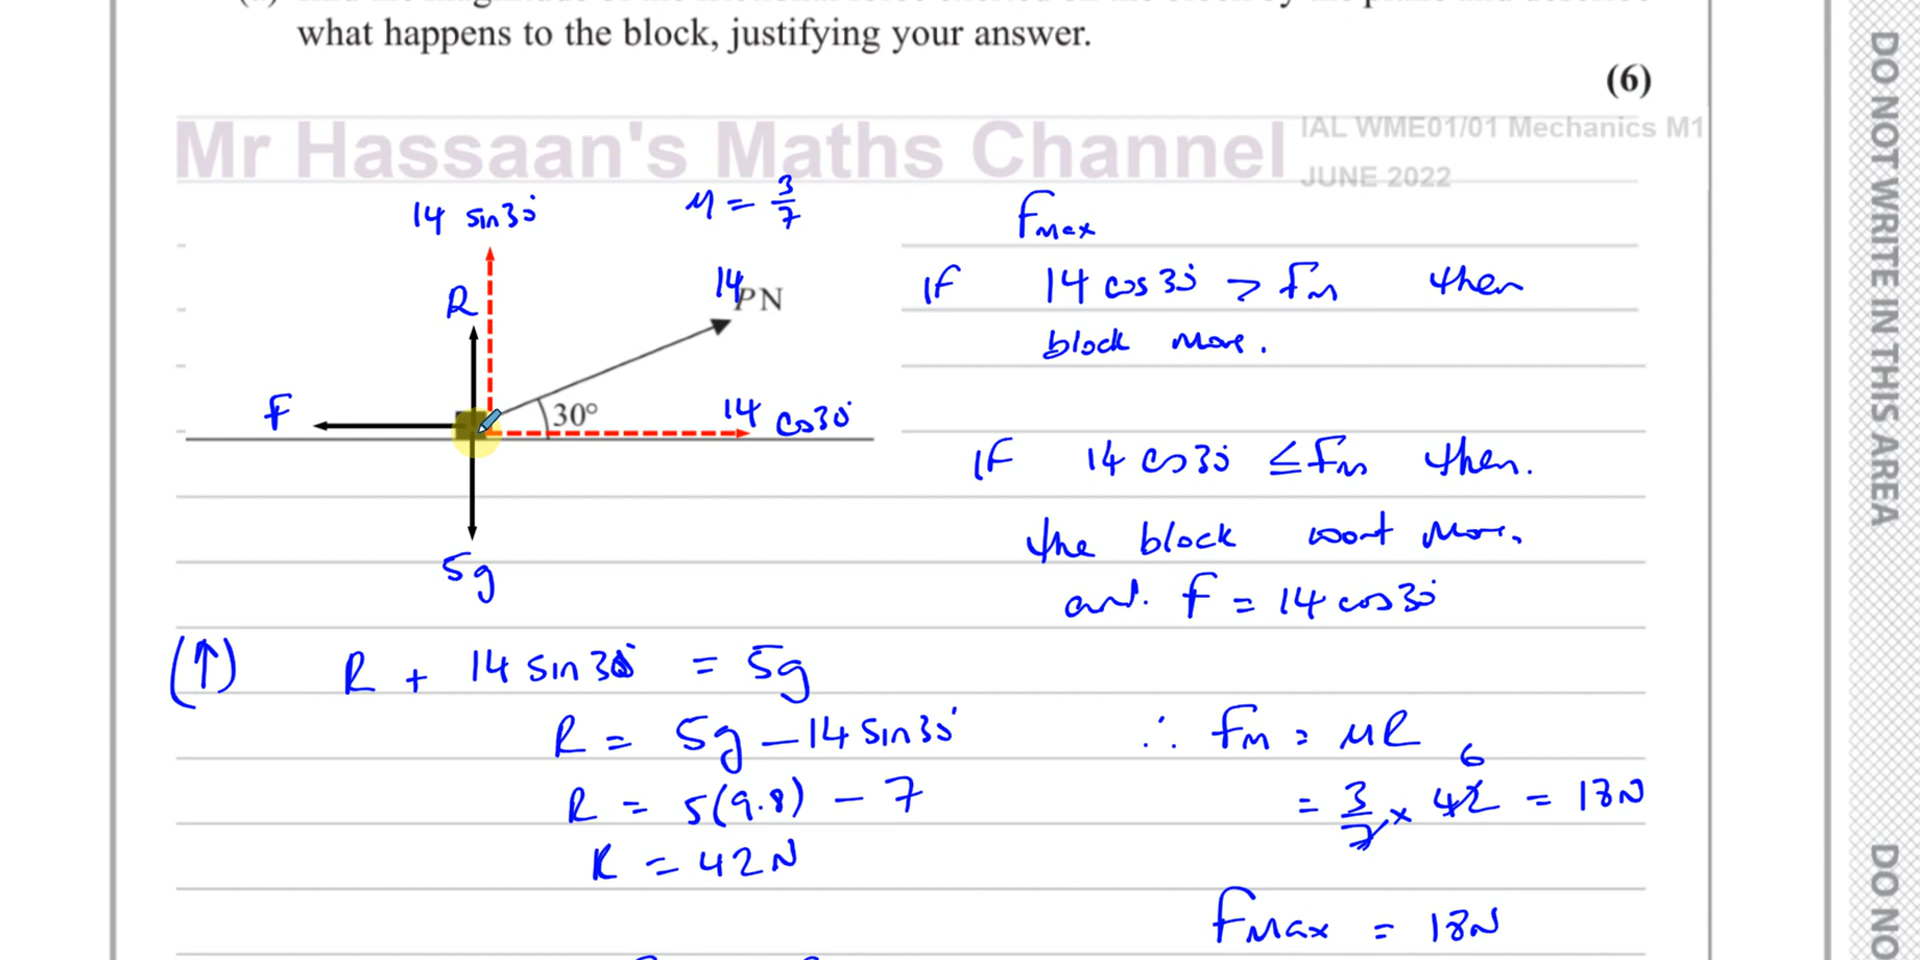 what happens to the block, justifying your answer.
(6)
Mr Hassaan's Maths Channel
IAL WME01/01 Mechanics M1
JUNE 2022
14 sin30°
μ = 3/7
R
14
PN
F
30°
14 cos30°
5g
Fmax
IF 14 cos30° > Fm then
block move.
IF 14 cos30° ≤ Fm then.
the block wont move.
and. F = 14 cos30°
(↑) R + 14 sin30° = 5g
R = 5g – 14 sin30°
R = 5(9.8) – 7
R = 42N
∴ Fm = μR
= 3/7 × 42 6 = 18N
Fmax = 18N
DO NOT WRITE IN THIS AREA
DO NO